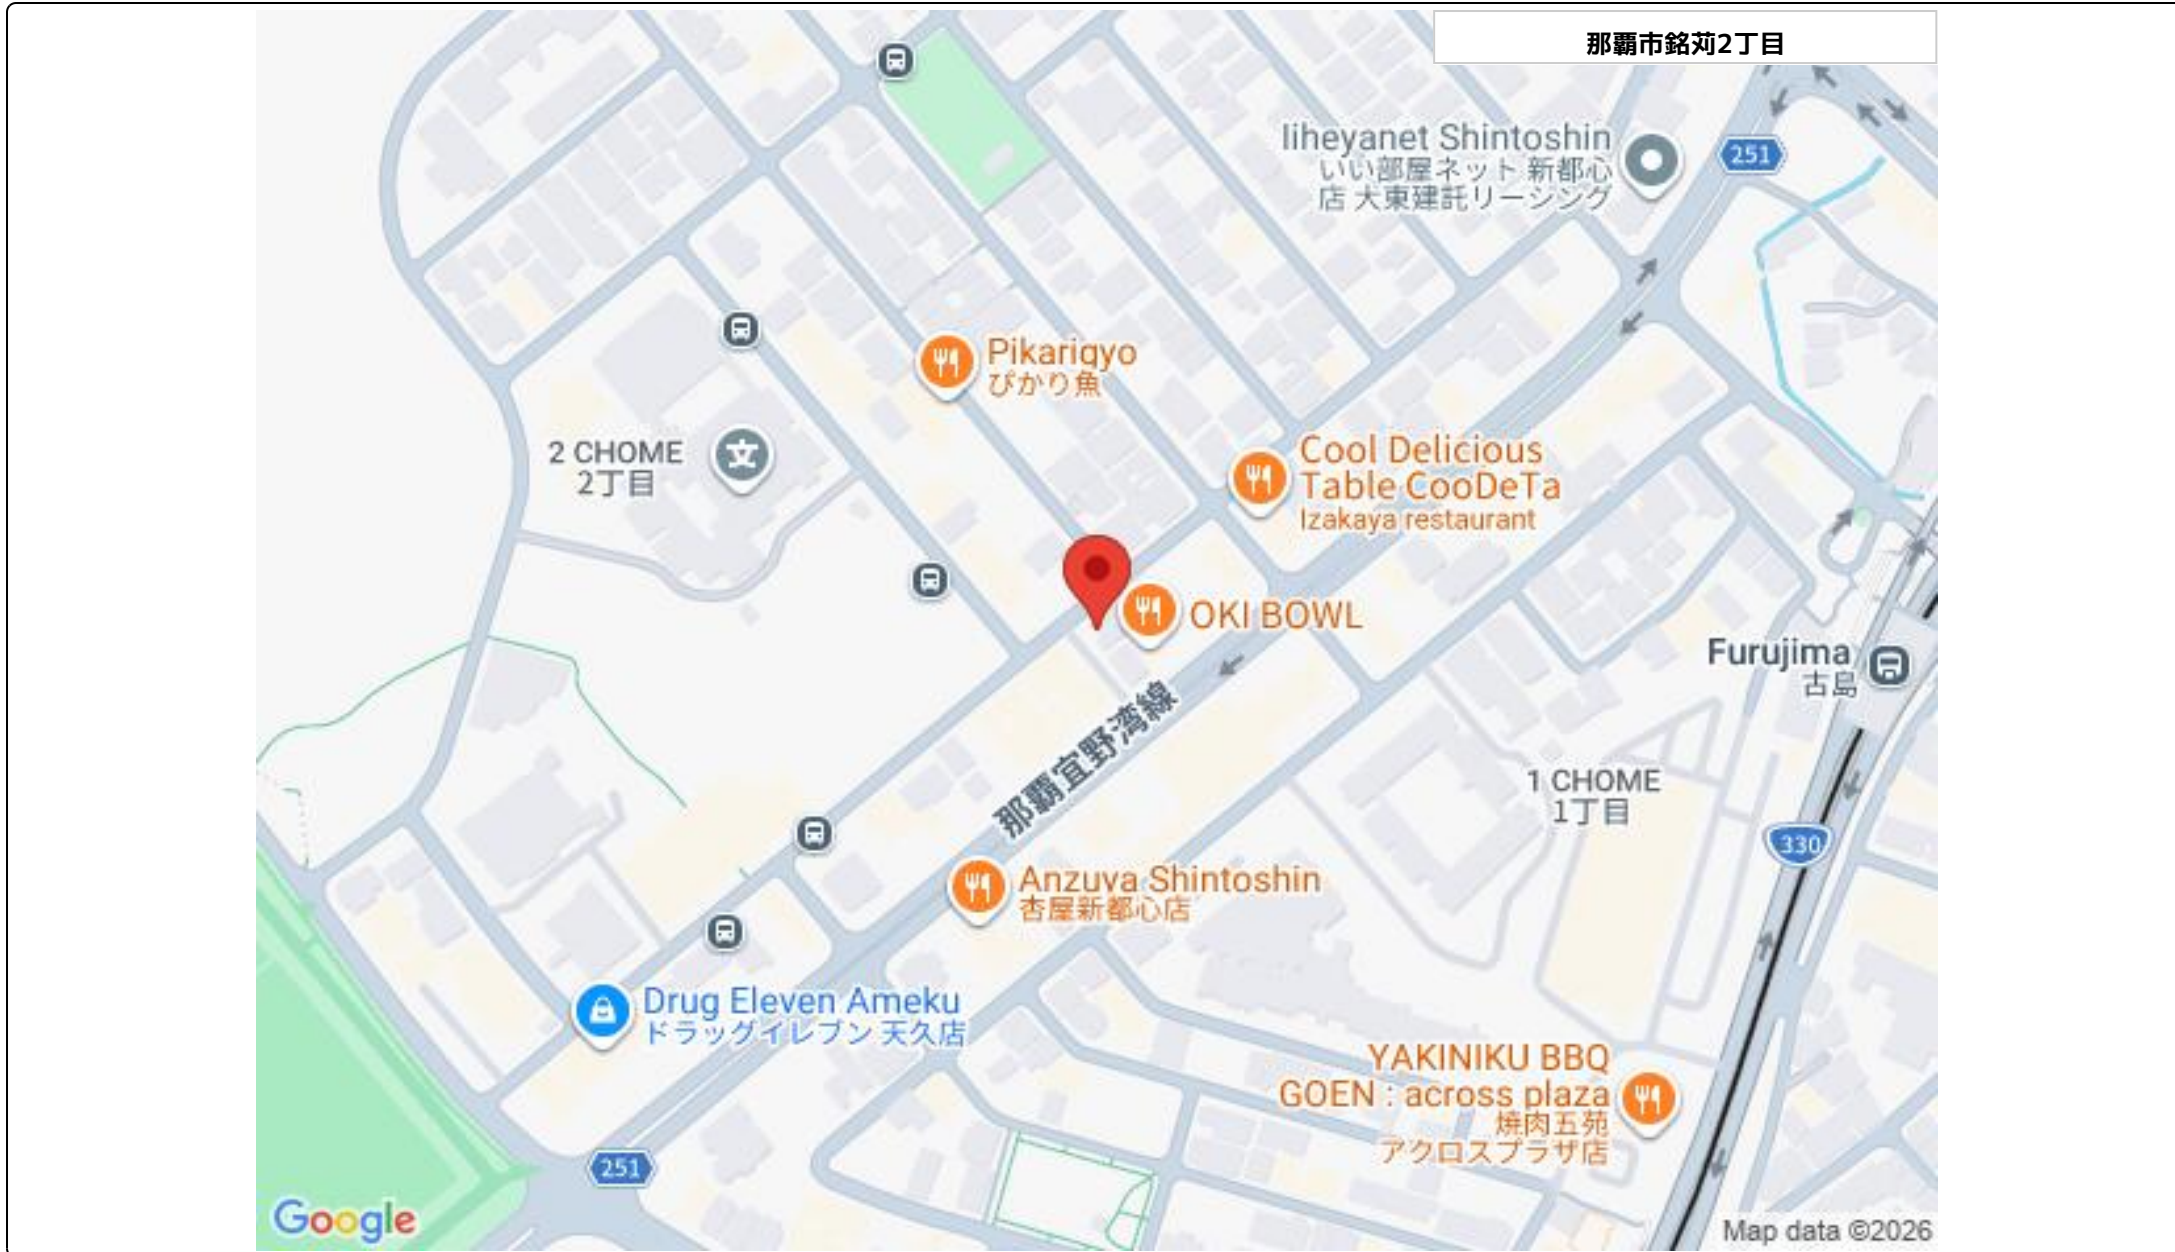 那覇市銘苅2丁目
Iiheyanet Shintoshin
いい部屋ネット 新都心
店 大東建託リーシング
251
Pikariqyo
ぴかり魚
2 CHOME
2丁目
Cool Delicious
Table CooDeTa
Izakaya restaurant
OKI BOWL
Furujima
古島
那覇宜野湾線
1 CHOME
1丁目
330
Anzuya Shintoshin
杏屋新都心店
Drug Eleven Ameku
ドラッグイレブン 天久店
YAKINIKU BBQ
GOEN : across plaza
焼肉五苑
アクロスプラザ店
251
Google
Map data ©2026